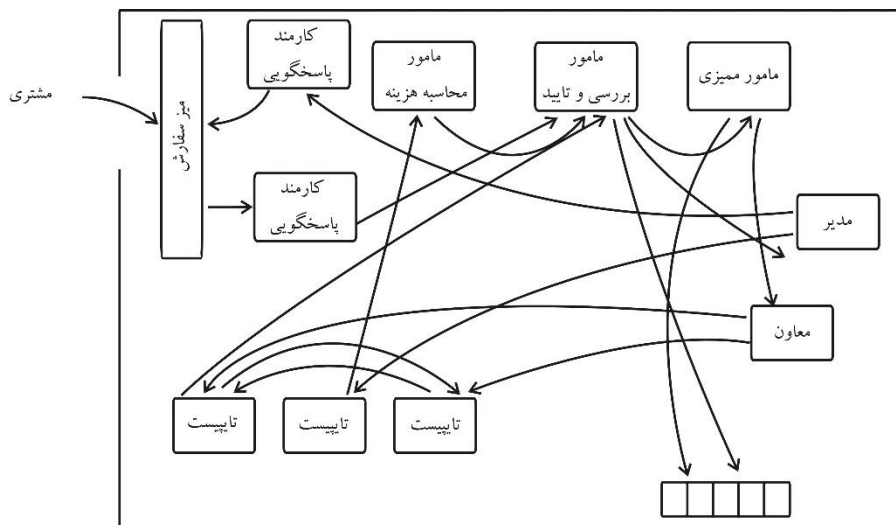 کارمند
پاسخگویی
مامور
محاسبه هزینه
مامور
بررسی و تایید
مامور ممیزی
مشتری
میز سفارش
کارمند
پاسخگویی
مدیر
معاون
تایپیست
تایپیست
تایپیست